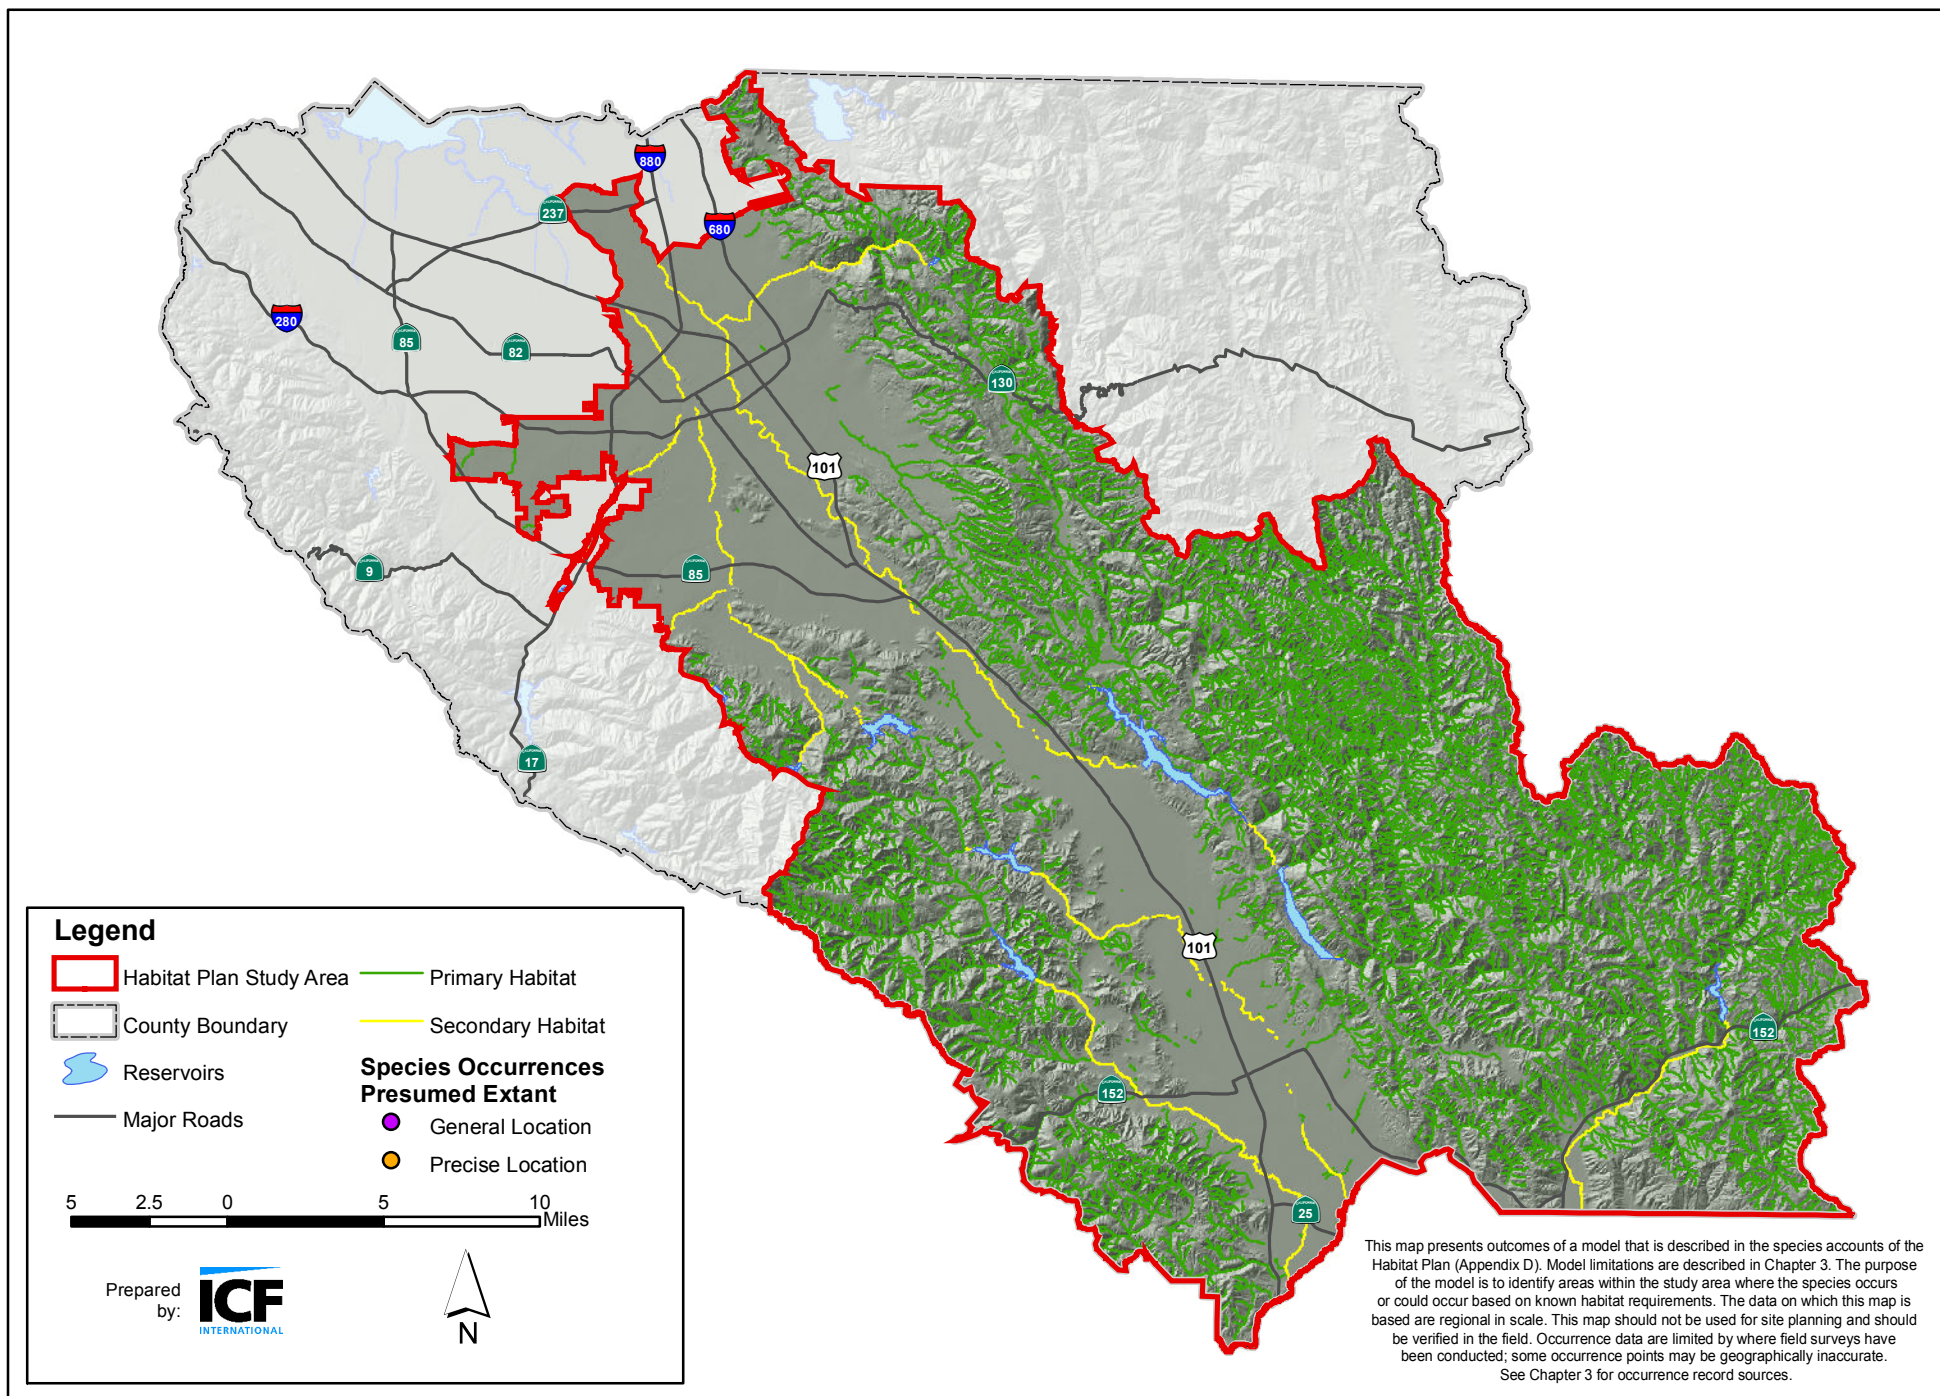 880
237
680
280
85
82
130
101
9
85
17
101
152
152
25
Legend
Habitat Plan Study Area
Primary Habitat
County Boundary
Secondary Habitat
Reservoirs
Species Occurrences
Presumed Extant
Major Roads
General Location
Precise Location
5 2.5 0 5 10
Miles
Prepared
by:
ICF
INTERNATIONAL
N
This map presents outcomes of a model that is described in the species accounts of the
Habitat Plan (Appendix D). Model limitations are described in Chapter 3. The purpose
of the model is to identify areas within the study area where the species occurs
or could occur based on known habitat requirements. The data on which this map is
based are regional in scale. This map should not be used for site planning and should
be verified in the field. Occurrence data are limited by where field surveys have
been conducted; some occurrence points may be geographically inaccurate.
See Chapter 3 for occurrence record sources.